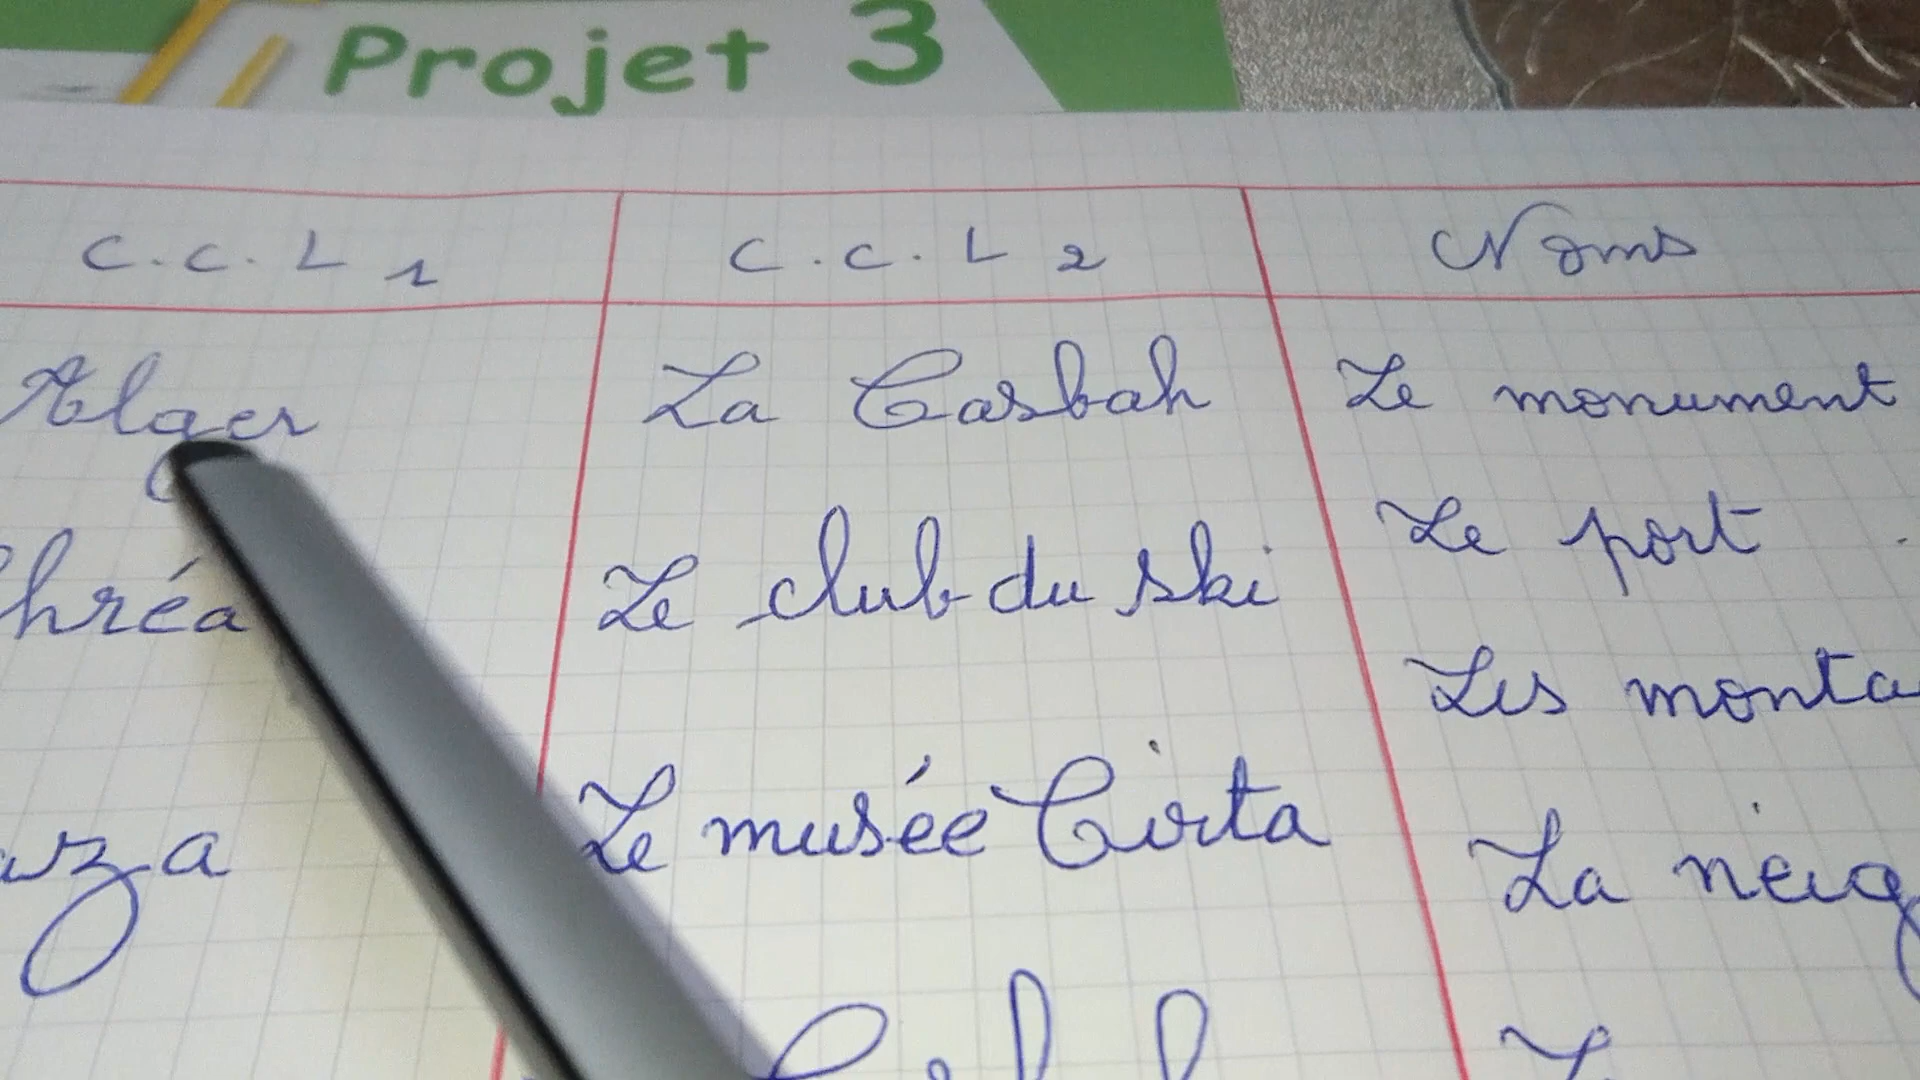 Projet 3
C.C.L 1 C.C.L 2 Noms
Alger La Casbah Le monument
Le port
Chréa Le club du ski
Les monta
Le musée Cirta
La neig